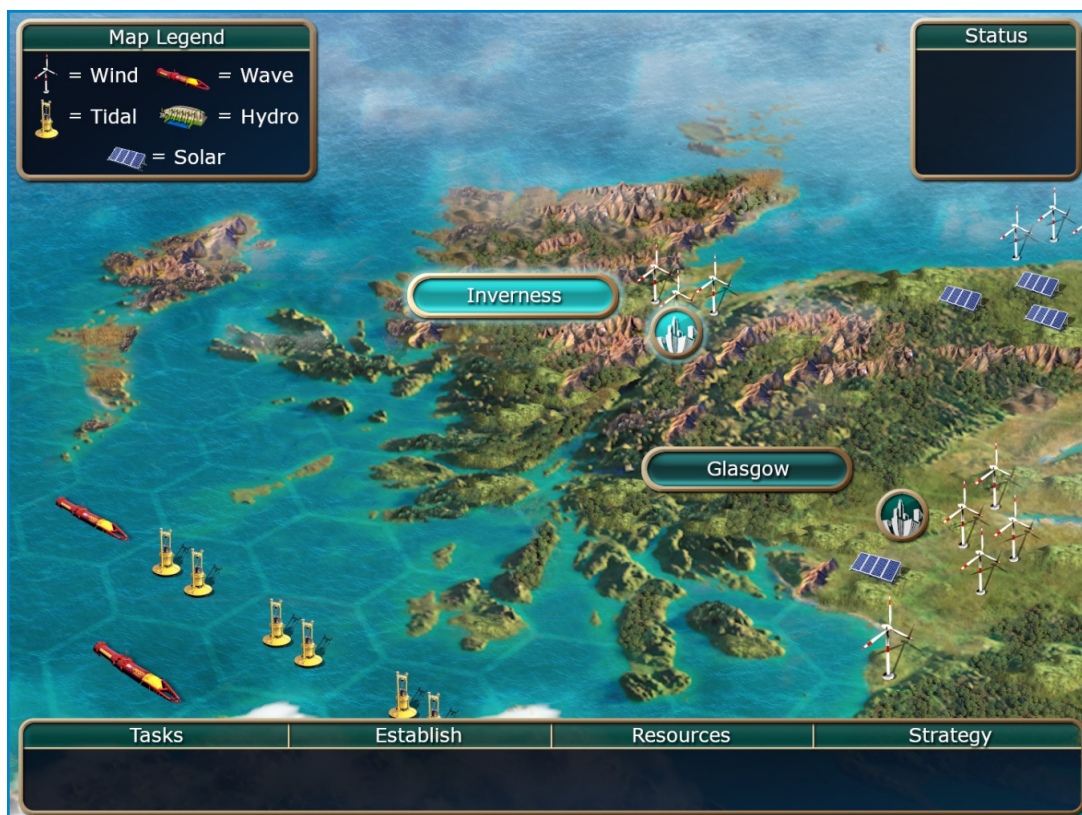 Map Legend
= Wind = Wave
= Tidal = Hydro
= Solar
Status
Inverness
Glasgow
Tasks Establish Resources Strategy